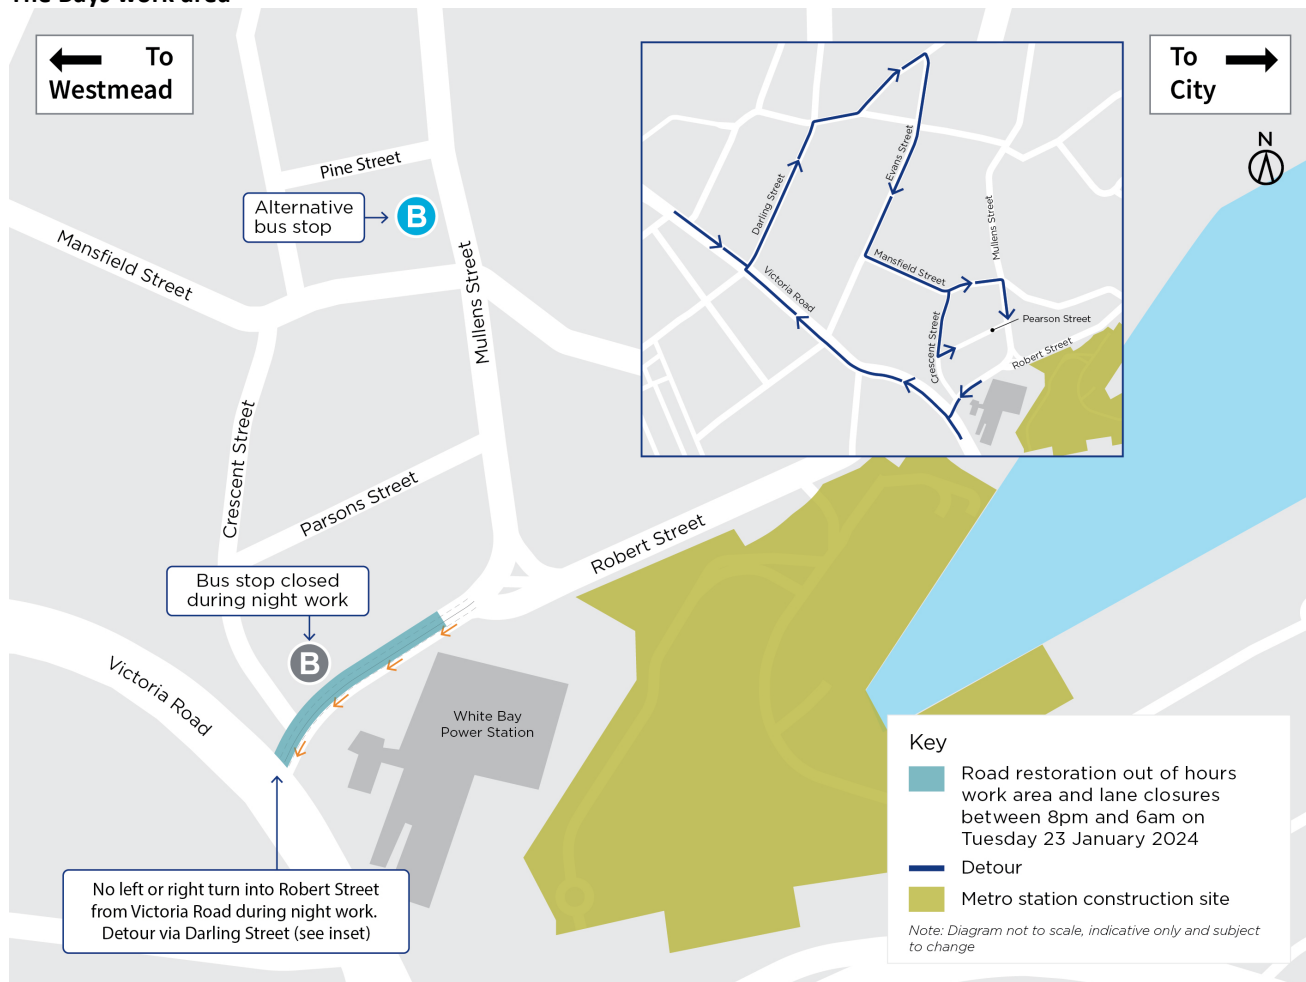 The Bays work area
To
Westmead
To
City
N
Pine Street
Alternative
bus stop
B
Mansfield Street
Mullens Street
Crescent Street
Parsons Street
Robert Street
Bus stop closed
during night work
B
Victoria Road
White Bay
Power Station
No left or right turn into Robert Street
from Victoria Road during night work.
Detour via Darling Street (see inset)
Darling Street
Evans Street
Mullens Street
Mansfield Street
Victoria Road
Pearson Street
Crescent Street
Robert Street
Key
Road restoration out of hours
work area and lane closures
between 8pm and 6am on
Tuesday 23 January 2024
Detour
Metro station construction site
Note: Diagram not to scale, indicative only and subject
to change